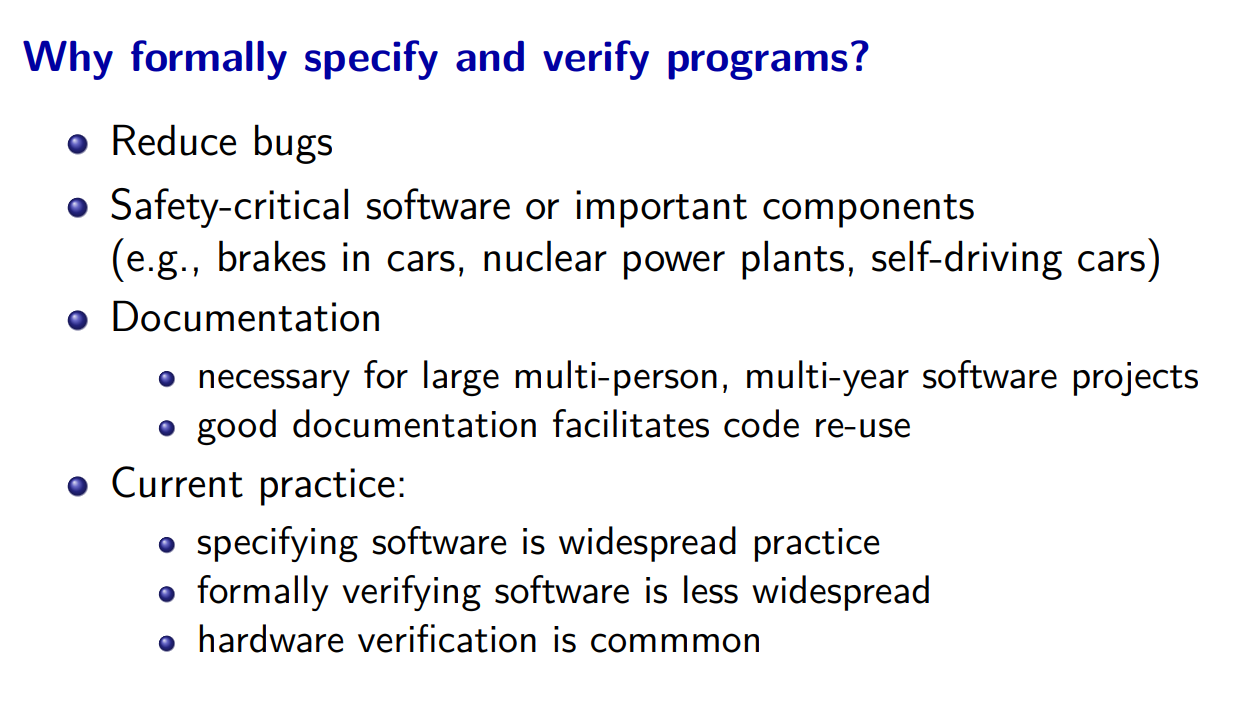 Why formally specify and verify programs?
Reduce bugs
Safety-critical software or important components
(e.g., brakes in cars, nuclear power plants, self-driving cars)
Documentation
necessary for large multi-person, multi-year software projects
good documentation facilitates code re-use
Current practice:
specifying software is widespread practice
formally verifying software is less widespread
hardware verification is commmon